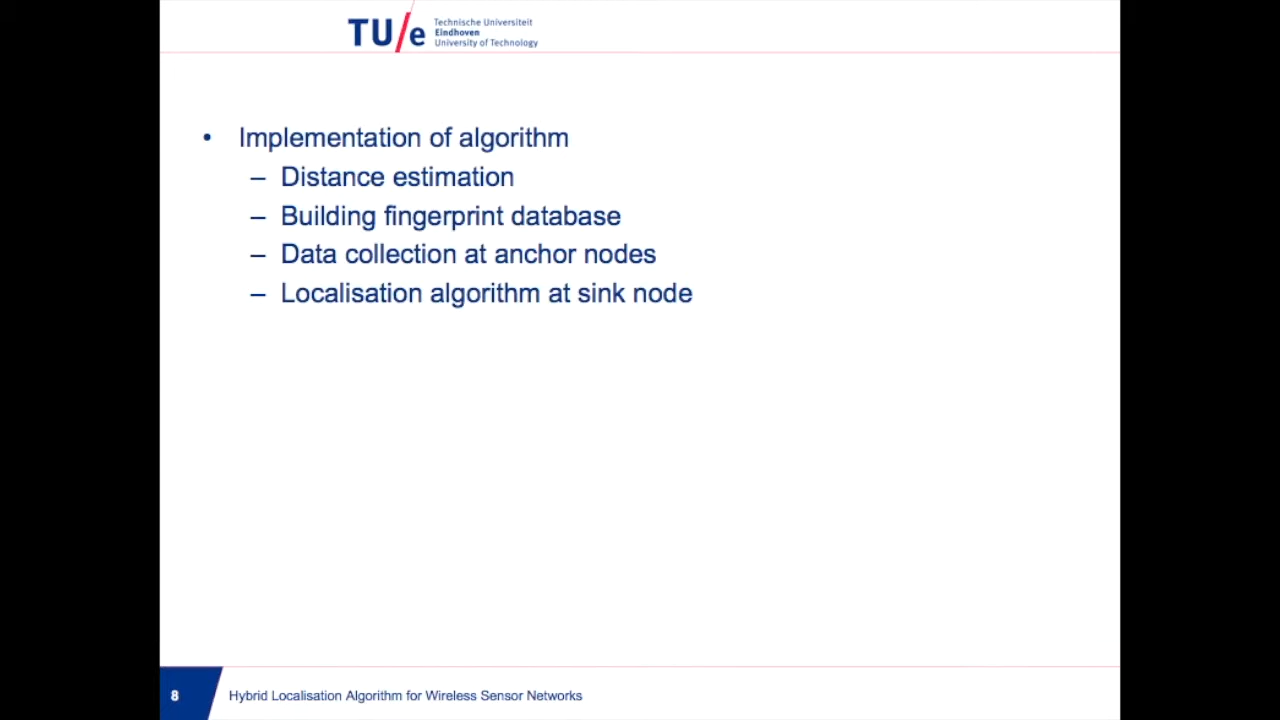 TU/e
Technische Universiteit
Eindhoven
University of Technology
• Implementation of algorithm
– Distance estimation
– Building fingerprint database
– Data collection at anchor nodes
– Localisation algorithm at sink node
8
Hybrid Localisation Algorithm for Wireless Sensor Networks